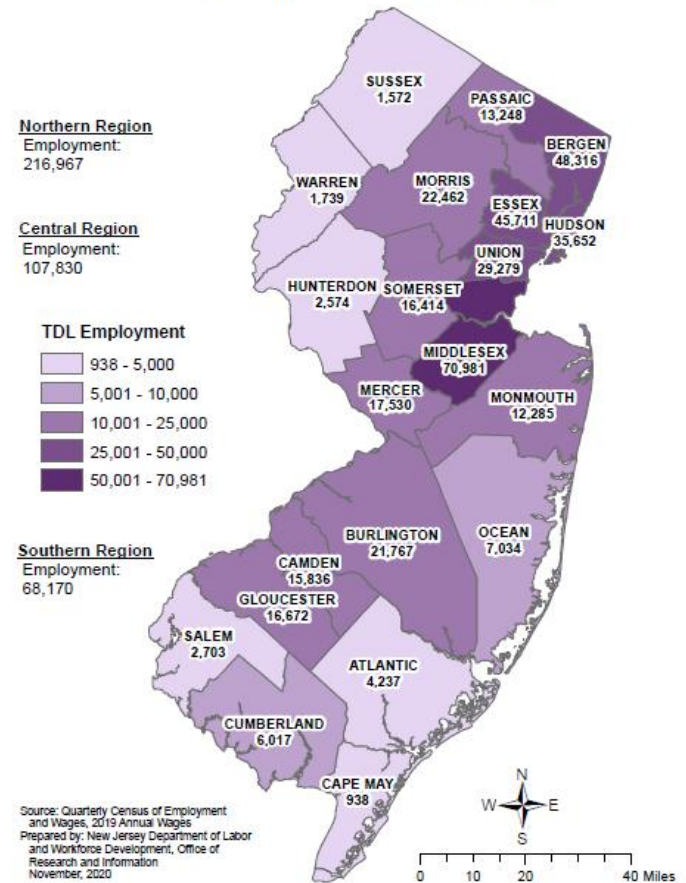 SUSSEX
1,572
PASSAIC
13,248
Northern Region
Employment:
216,967
BERGEN
48,316
WARREN
1,739
MORRIS
22,462
ESSEX
45,711
HUDSON
35,652
Central Region
Employment:
107,830
UNION
29,279
HUNTERDON
2,574
SOMERSET
16,414
TDL Employment
938 - 5,000
5,001 - 10,000
10,001 - 25,000
25,001 - 50,000
50,001 - 70,981
MIDDLESEX
70,981
MERCER
17,530
MONMOUTH
12,285
Southern Region
Employment:
68,170
BURLINGTON
21,767
OCEAN
7,034
CAMDEN
15,836
GLOUCESTER
16,672
SALEM
2,703
ATLANTIC
4,237
CUMBERLAND
6,017
CAPE MAY
938
Source: Quarterly Census of Employment
and Wages, 2019 Annual Wages
Prepared by: New Jersey Department of Labor
and Workforce Development, Office of
Research and Information
November, 2020
N
W E
S
0 10 20 40 Miles